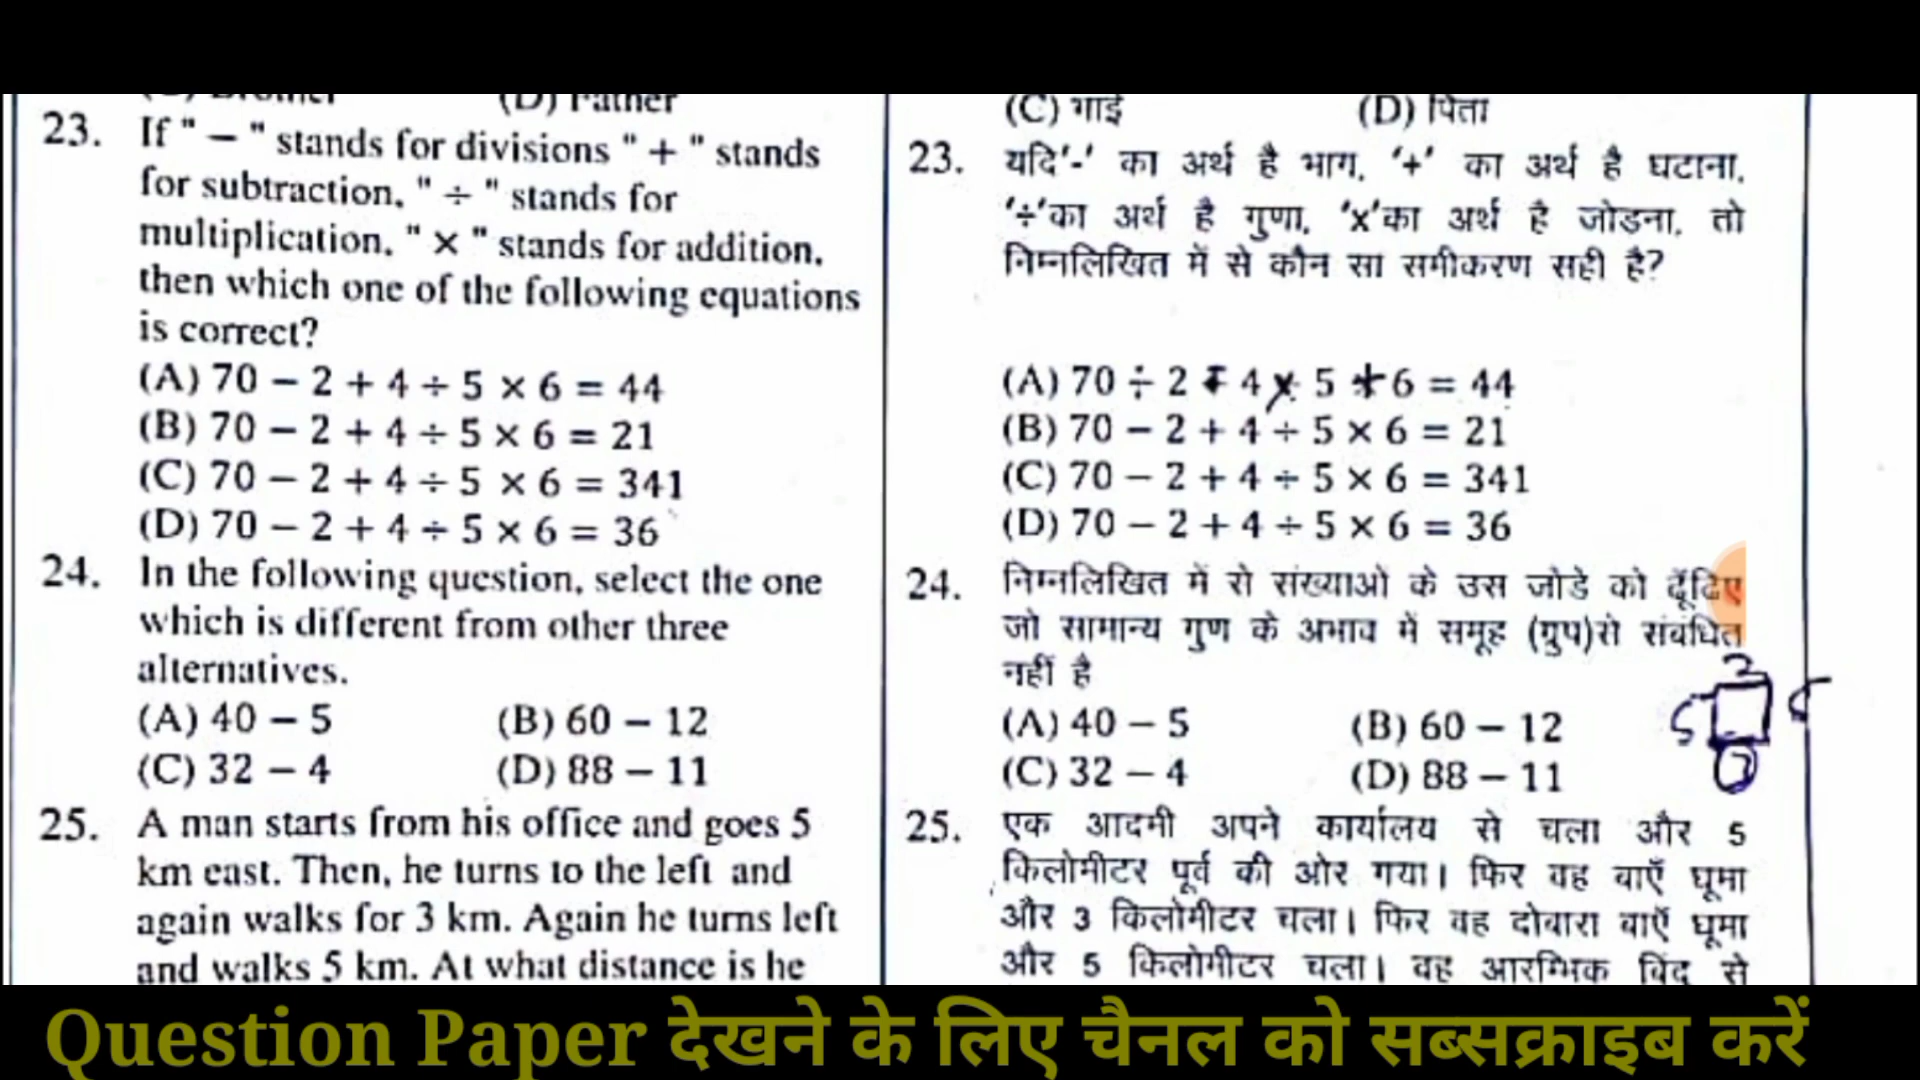 (D) Father
23. If " − " stands for divisions " + " stands
for subtraction, " ÷ " stands for
multiplication, " × " stands for addition,
then which one of the following equations
is correct?
(A) 70 − 2 + 4 ÷ 5 × 6 = 44
(B) 70 − 2 + 4 ÷ 5 × 6 = 21
(C) 70 − 2 + 4 ÷ 5 × 6 = 341
(D) 70 − 2 + 4 ÷ 5 × 6 = 36
24. In the following question, select the one
which is different from other three
alternatives.
(A) 40 − 5 (B) 60 − 12
(C) 32 − 4 (D) 88 − 11
25. A man starts from his office and goes 5
km east. Then, he turns to the left and
again walks for 3 km. Again he turns left
and walks 5 km. At what distance is he
(C) भाई (D) पिता
23. यदि'-' का अर्थ है भाग, '+' का अर्थ है घटाना,
'÷'का अर्थ है गुणा, 'x'का अर्थ है जोडना, तो
निम्नलिखित में से कौन सा समीकरण सही है?
(A) 70 ÷ 2 4 5 6 = 44
(B) 70 − 2 + 4 ÷ 5 × 6 = 21
(C) 70 − 2 + 4 ÷ 5 × 6 = 341
(D) 70 − 2 + 4 ÷ 5 × 6 = 36
24. निम्नलिखित में से संख्याओ के उस जोडे को ढूँढिए
जो सामान्य गुण के अभाव में समूह (ग्रुप)से संबंधित
नहीं है
(A) 40 − 5 (B) 60 − 12
(C) 32 − 4 (D) 88 − 11
25. एक आदमी अपने कार्यालय से चला और 5
किलोमीटर पूर्व की ओर गया। फिर वह बाएँ घूमा
और 3 किलोमीटर चला। फिर वह दोबारा बाएँ घूमा
और 5 किलोमीटर चला। वह आरम्भिक बिंदु से
Question Paper देखने के लिए चैनल को सब्सक्राइब करें